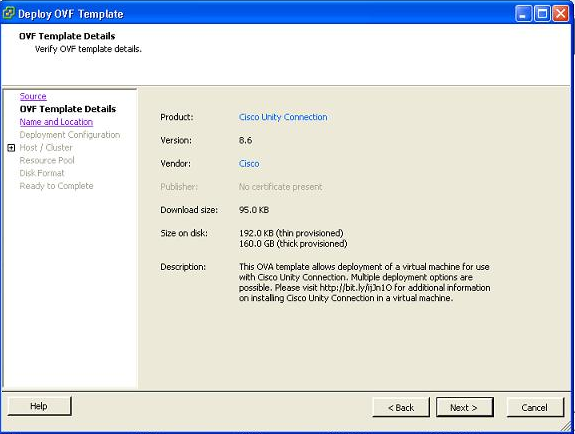 Deploy OVF Template
OVF Template Details
Verify OVF template details.
Source
OVF Template Details
Name and Location
Deployment Configuration
Host / Cluster
Resource Pool
Disk Format
Ready to Complete
Product: Cisco Unity Connection
Version: 8.6
Vendor: Cisco
Publisher: No certificate present
Download size: 95.0 KB
Size on disk: 192.0 KB (thin provisioned)
160.0 GB (thick provisioned)
Description: This OVA template allows deployment of a virtual machine for use
with Cisco Unity Connection. Multiple deployment options are
possible. Please visit http://bit.ly/ijJn1O for additional information
on installing Cisco Unity Connection in a virtual machine.
Help
< Back
Next >
Cancel